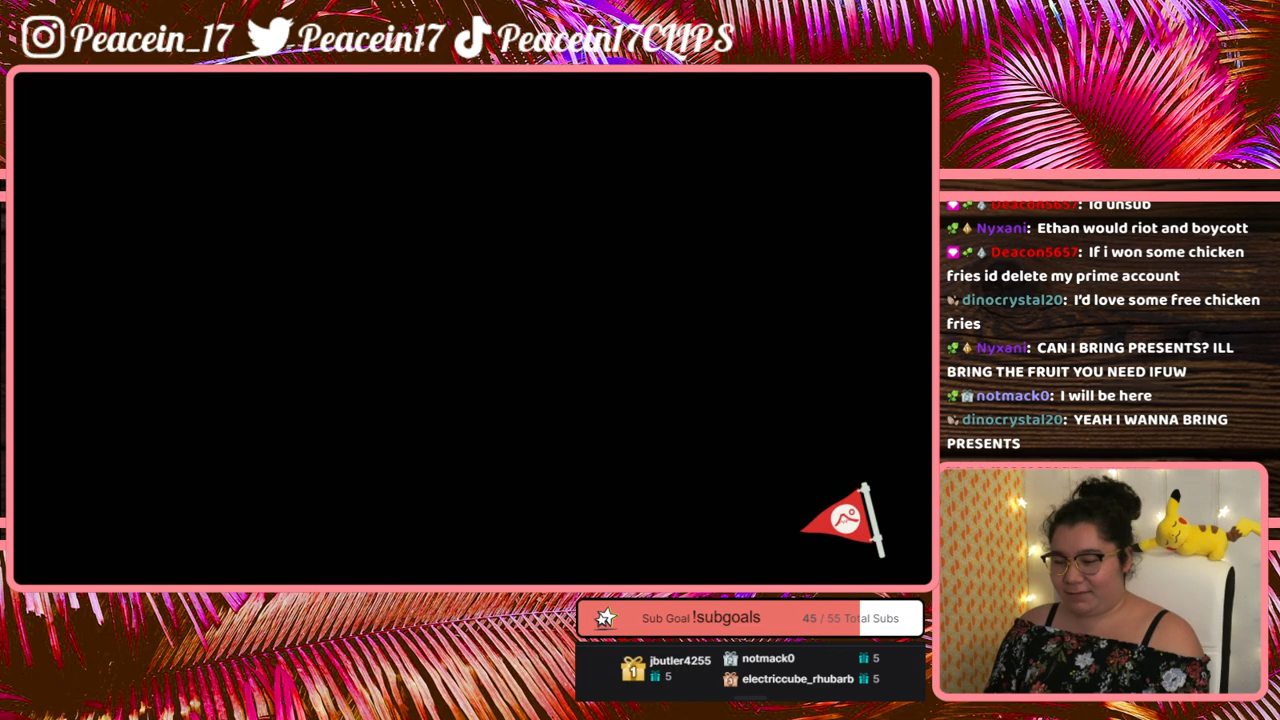 Peacein_17 Peacein17 Peacein17CLIPS
Deacon5657: Id unsub
Nyxani: Ethan would riot and boycott
Deacon5657: If i won some chicken
fries id delete my prime account
dinocrystal20: I'd love some free chicken
fries
Nyxani: CAN I BRING PRESENTS? ILL
BRING THE FRUIT YOU NEED IFUW
notmack0: I will be here
dinocrystal20: YEAH I WANNA BRING
PRESENTS
Sub Goal !subgoals 45 / 55 Total Subs
1 jbutler4255
5
notmack0 5
electriccube_rhubarb 5